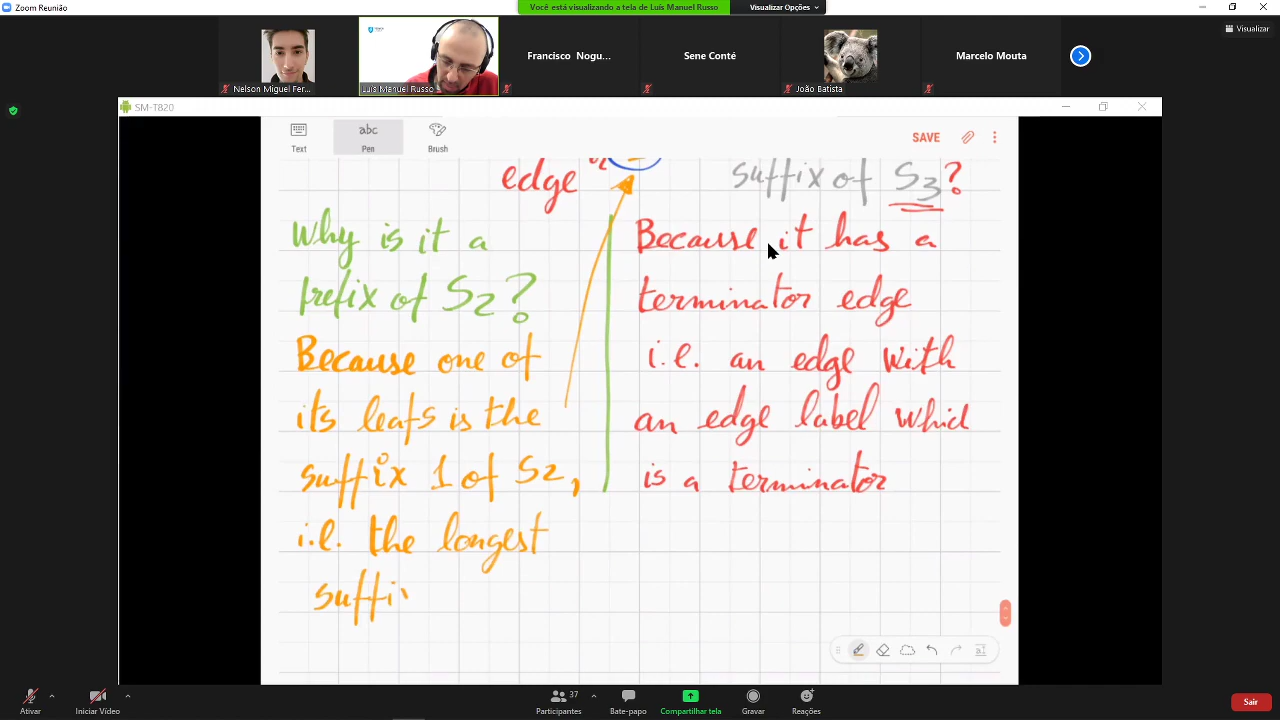 Zoom Reunião
Você está visualizando a tela de Luís Manuel Russo
Visualizar Opções
Visualizar
Nelson Miguel Fer...
Luís Manuel Russo
Francisco Nogu...
Sene Conté
João Batista
Marcelo Mouta
SM-T820
Text
abc
Pen
Brush
SAVE
edge
suffix of S3?
Why is it a
prefix of S2?
Because one of
its leafs is the
suffix 1 of S2,
i.e. the longest
suffi
Because it has a
terminator edge
i.e. an edge with
an edge label which
is a terminator
Ativar
Iniciar Vídeo
37
Participantes
Bate-papo
Compartilhar tela
Gravar
Reações
Sair